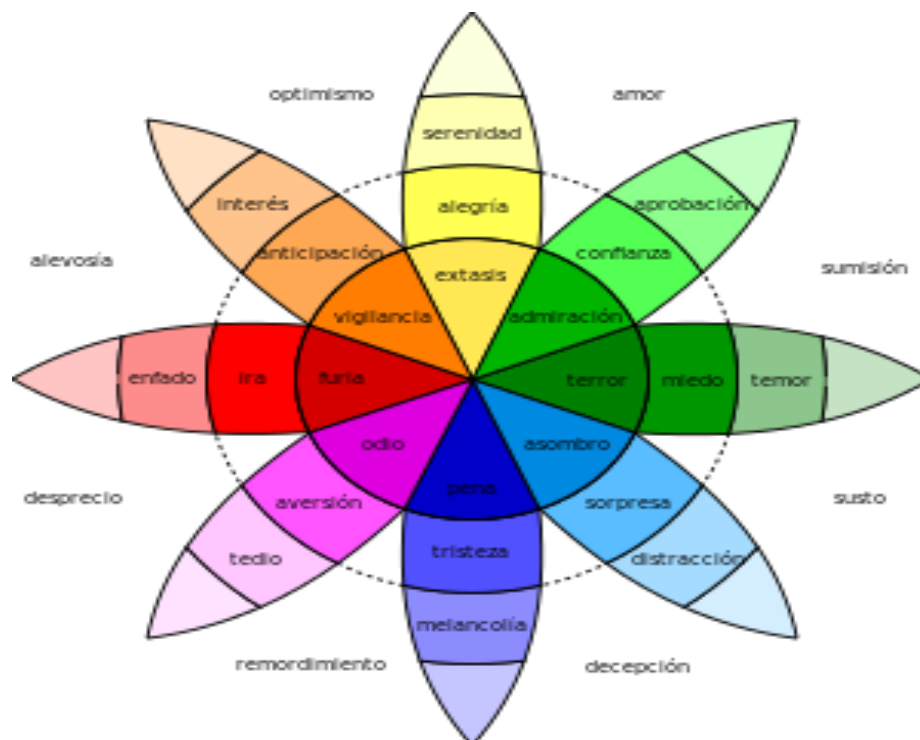 optimismo
amor
serenidad
interés
alegría
aprobación
anticipación
confianza
alevosía
extasis
sumisión
vigilancia
admiración
enfado
ira
furia
terror
miedo
temor
odio
asombro
desprecio
aversión
pena
sorpresa
susto
tedio
tristeza
distracción
melancolía
remordimiento
decepción